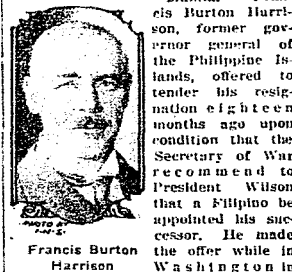 cis Burton Harri-
son, former gov-
ernor general of
the Philippine Is-
lands, offered to
tender his resig-
nation eighteen
months ago upon
condition that the
Secretary of War
recommend to
President Wilson
that a Filipino be
appointed his suc-
cessor. He made
the offer while in
Washington in
PHOTO BY
I-N-S-
Francis Burton
Harrison